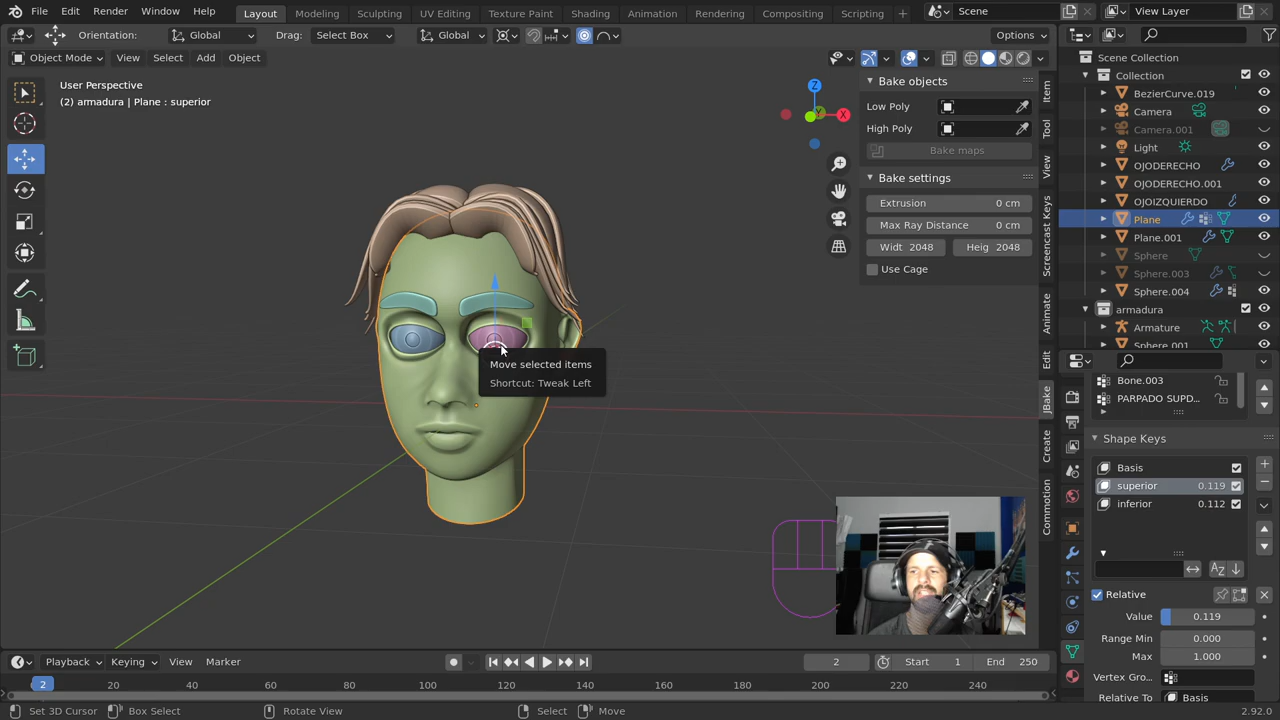 File Edit Render Window Help Layout Modeling Sculpting UV Editing Texture Paint Shading Animation Rendering Compositing Scripting + Scene View Layer
Orientation: Global Drag: Select Box Global Options
Object Mode View Select Add Object
User Perspective
(2) armadura | Plane : superior
X
Y
Z
Bake objects
Low Poly
High Poly
Bake maps
Bake settings
Extrusion 0 cm
Max Ray Distance 0 cm
Widt 2048 Heig 2048
Use Cage
Item
Tool
View
Screencast Keys
Animate
Edit
JBake
Create
Commotion
Move selected items
Shortcut: Tweak Left
Scene Collection
Collection
BezierCurve.019
Camera
Camera.001
Light
OJODERECHO
OJODERECHO.001
OJOIZQUIERDO
Plane
Plane.001
Sphere
Sphere.003
Sphere.004
armadura
Armature
Sphere.001
Bone.003
PARPADO SUPD...
Shape Keys
Basis
superior 0.119
inferior 0.112
Relative
Value 0.119
Range Min 0.000
Max 1.000
Vertex Gro...
Relative To Basis
Playback Keying View Marker 2 Start 1 End 250
2 20 40 60 80 100 120 140 160 180 200 220 240
Set 3D Cursor Box Select Rotate View Select Move 2.92.0